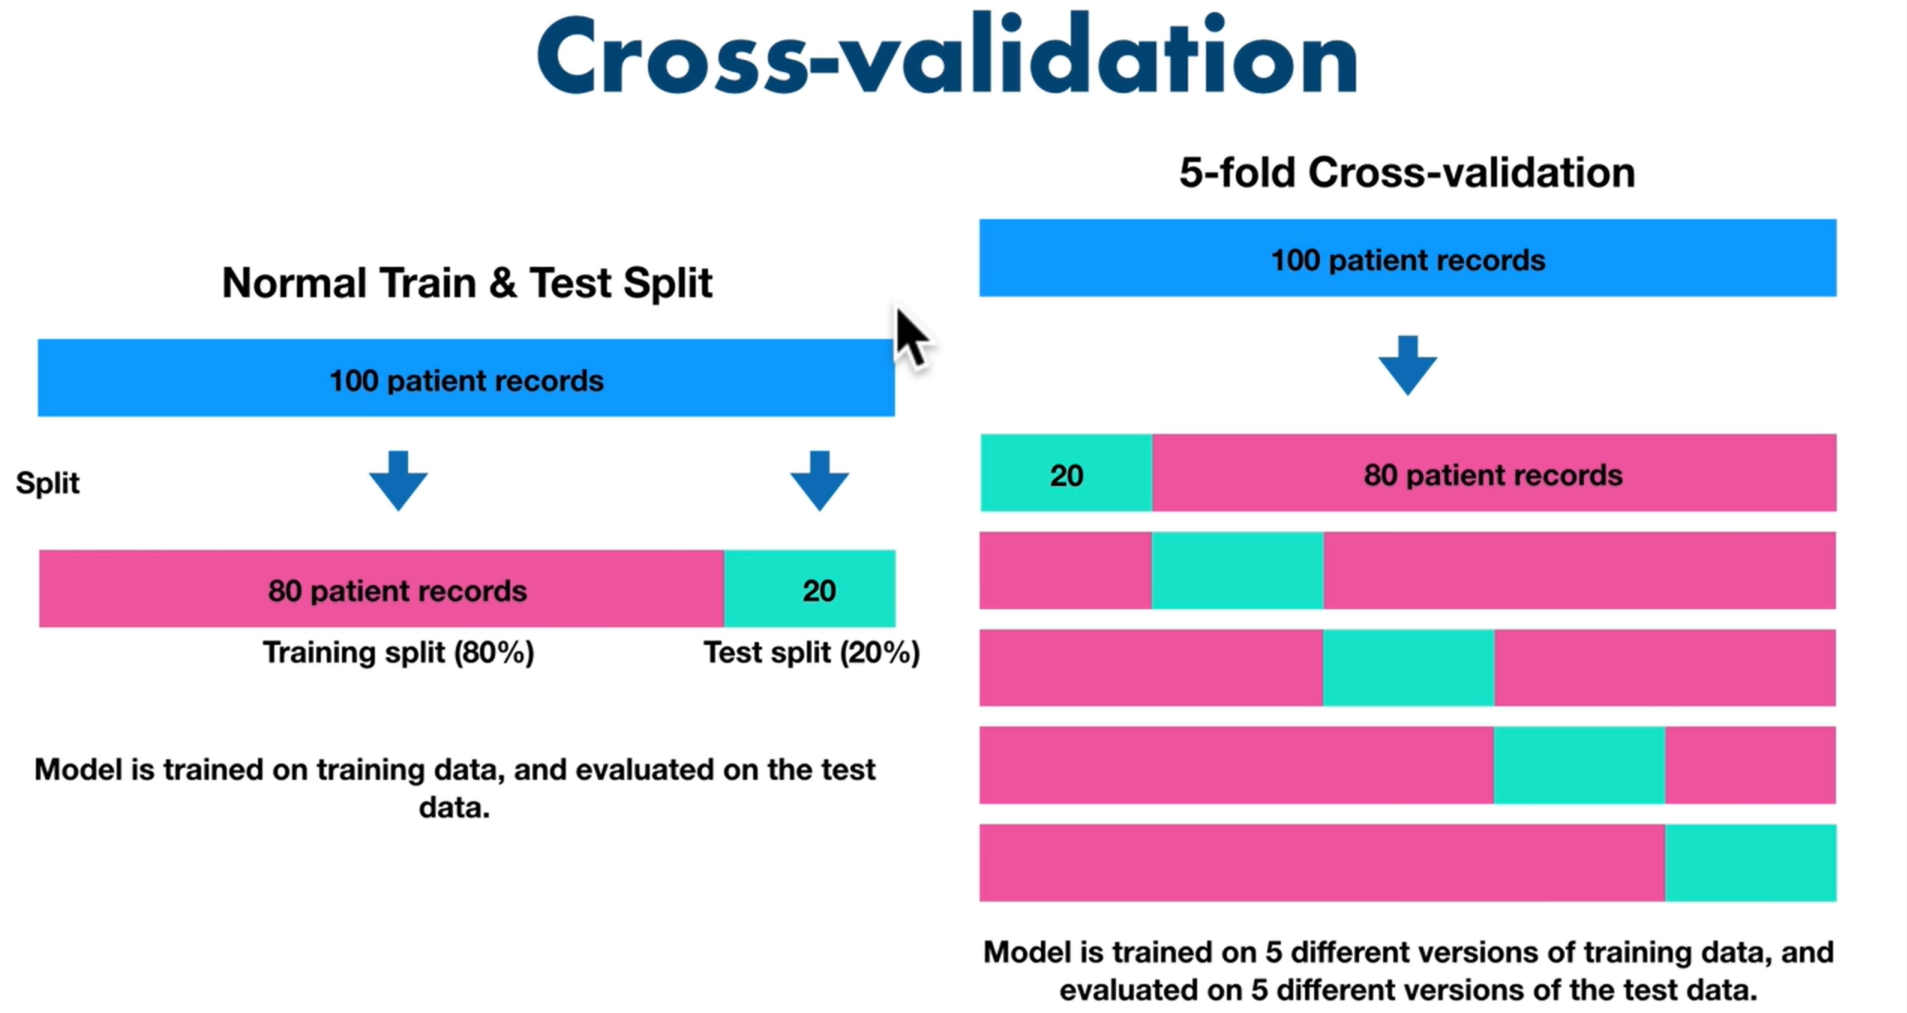 Cross-validation
Normal Train & Test Split
100 patient records
Split
80 patient records
20
Training split (80%)
Test split (20%)
Model is trained on training data, and evaluated on the test
data.
5-fold Cross-validation
100 patient records
20
80 patient records
Model is trained on 5 different versions of training data, and
evaluated on 5 different versions of the test data.